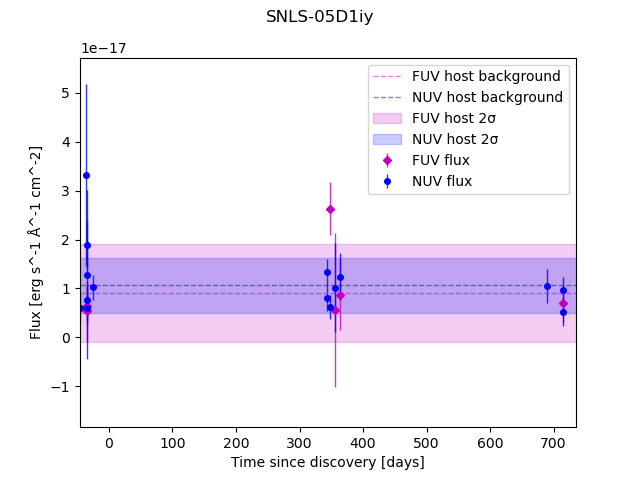 SNLS-05D1iy
1e−17
FUV host background
NUV host background
FUV host 2σ
NUV host 2σ
FUV flux
NUV flux
5
4
3
2
1
0
−1
Flux [erg s^-1 Å^-1 cm^-2]
0 100 200 300 400 500 600 700
Time since discovery [days]